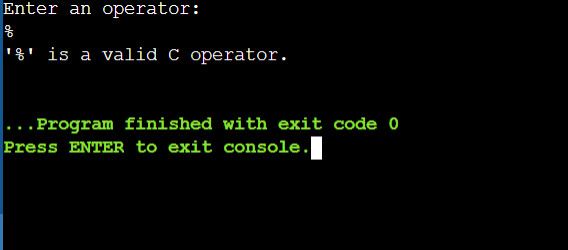 Enter an operator:
%
'%' is a valid C operator.
...Program finished with exit code 0
Press ENTER to exit console.